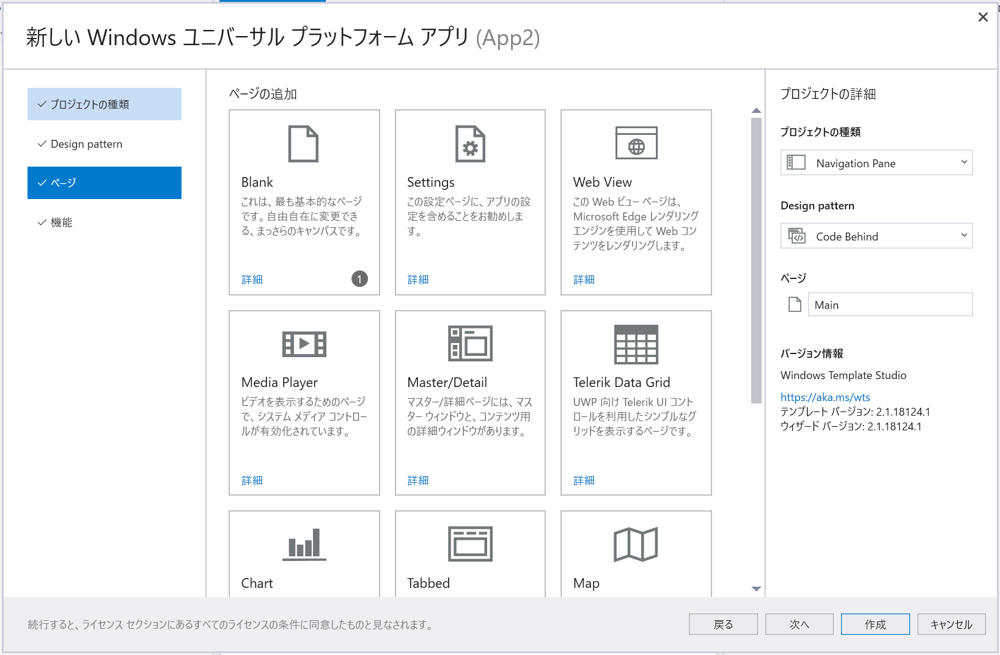 新しい Windows ユニバーサル プラットフォーム アプリ (App2)
プロジェクトの種類
Design pattern
ページ
機能
ページの追加
Blank
これは、最も基本的なページ
です。自由自在に変更でき
る、まっさらのキャンバスです。
詳細
1
Settings
この設定ページに、アプリの設
定を含めることをお勧めしま
す。
詳細
Web View
この Web ビュー ページは、
Microsoft Edge レンダリング
エンジンを使用して Web コン
テンツをレンダリングします。
詳細
Media Player
ビデオを表示するためのページ
で、システム メディア コントロー
ルが有効化されています。
詳細
Master/Detail
マスター/詳細ページには、マス
ター ウィンドウと、コンテンツ用
の詳細ウィンドウがあります。
詳細
Telerik Data Grid
UWP 向け Telerik UI コント
ロールを利用したシンプルなグ
リッドを表示するページです。
詳細
Chart
Tabbed
Map
プロジェクトの詳細
プロジェクトの種類
Navigation Pane
Design pattern
Code Behind
ページ
Main
バージョン情報
Windows Template Studio
https://aka.ms/wts
テンプレート バージョン: 2.1.18124.1
ウィザード バージョン: 2.1.18124.1
続行すると、ライセンス セクションにあるすべてのライセンスの条件に同意したものと見なされます。
戻る
次へ
作成
キャンセル